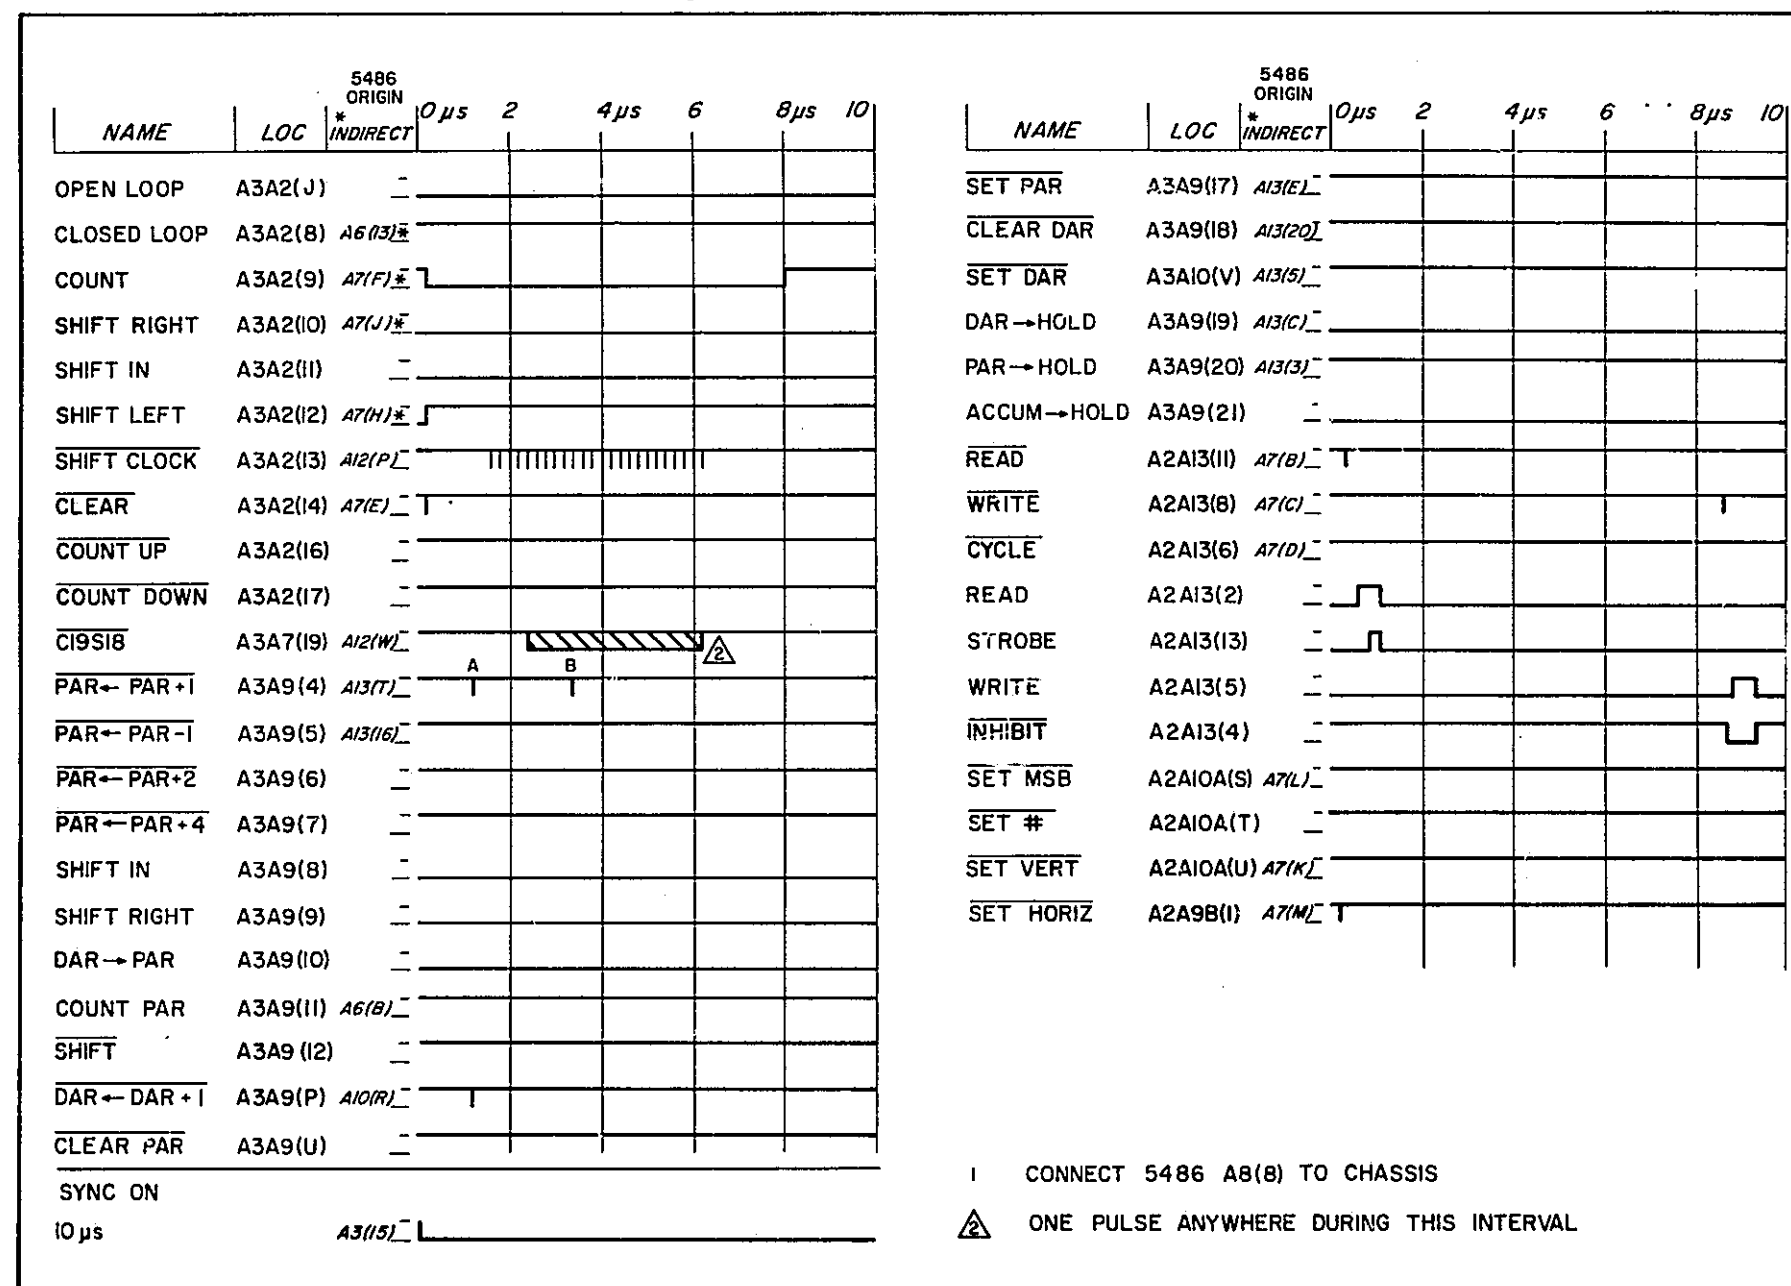 5486
ORIGIN
NAME LOC * INDIRECT 0 µs 2 4 µs 6 8 µs 10
OPEN LOOP A3A2(J)
CLOSED LOOP A3A2(8) A6(13)*
COUNT A3A2(9) A7(F)*
SHIFT RIGHT A3A2(10) A7(J)*
SHIFT IN A3A2(11)
SHIFT LEFT A3A2(12) A7(H)*
SHIFT CLOCK A3A2(13) A12(P)
CLEAR A3A2(14) A7(E)
COUNT UP A3A2(16)
COUNT DOWN A3A2(17)
C19S18 A3A7(19) A12(W) 2
A B
PAR←PAR+1 A3A9(4) A13(T)
PAR←PAR-1 A3A9(5) A13(16)
PAR←PAR+2 A3A9(6)
PAR←PAR+4 A3A9(7)
SHIFT IN A3A9(8)
SHIFT RIGHT A3A9(9)
DAR→PAR A3A9(10)
COUNT PAR A3A9(11) A6(B)
SHIFT A3A9(12)
DAR←DAR+1 A3A9(P) A10(R)
CLEAR PAR A3A9(U)
SYNC ON
10 µs A3(15)
5486
ORIGIN
NAME LOC * INDIRECT 0 µs 2 4 µs 6 8 µs 10
SET PAR A3A9(17) A13(E)
CLEAR DAR A3A9(18) A13(20)
SET DAR A3A10(V) A13(5)
DAR→HOLD A3A9(19) A13(C)
PAR→HOLD A3A9(20) A13(3)
ACCUM→HOLD A3A9(21)
READ A2A13(11) A7(B)
WRITE A2A13(8) A7(C)
CYCLE A2A13(6) A7(D)
READ A2A13(2)
STROBE A2A13(13)
WRITE A2A13(5)
INHIBIT A2A13(4)
SET MSB A2A10A(S) A7(L)
SET # A2A10A(T)
SET VERT A2A10A(U) A7(K)
SET HORIZ A2A9B(1) A7(M)
1 CONNECT 5486 A8(8) TO CHASSIS
2 ONE PULSE ANYWHERE DURING THIS INTERVAL